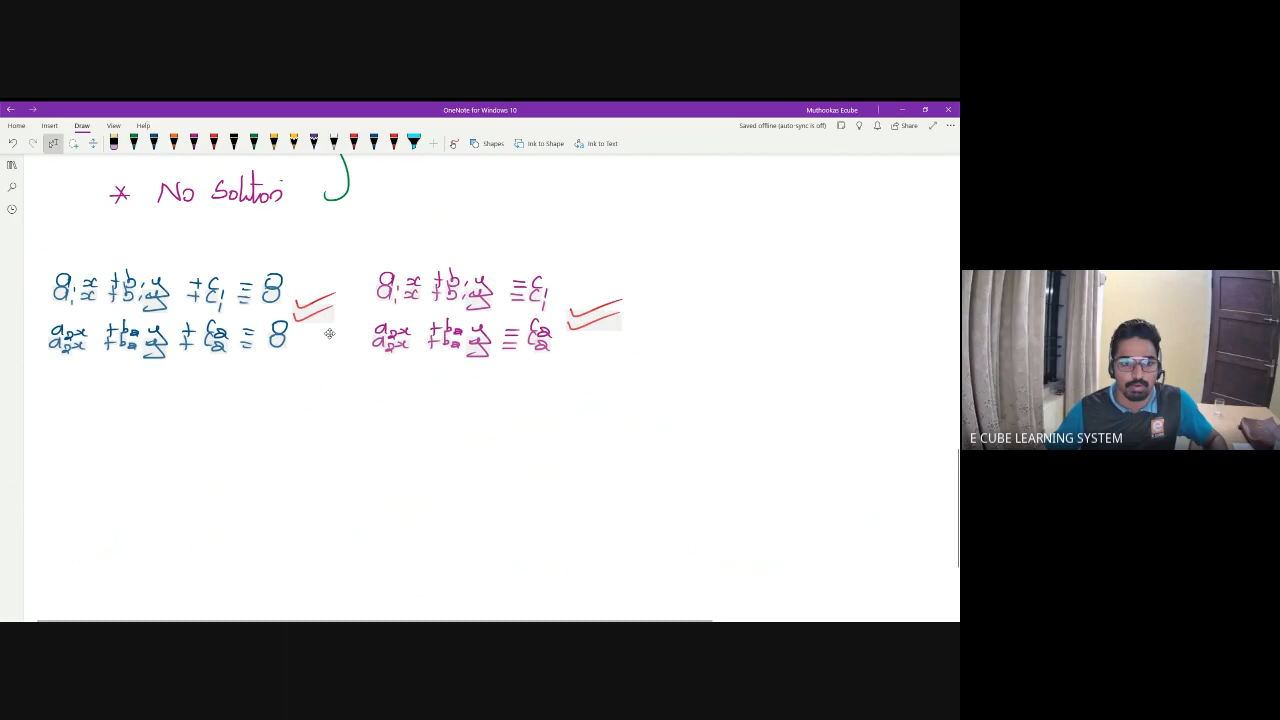 OneNote for Windows 10
Muthookas Ecube
Home Insert Draw View Help
Saved offline (auto-sync is off)
Share
Shapes
Ink to Shape
Ink to Text
* No Solution
a₁x + b₁y + c₁ = 0
a₂x + b₂y + c₂ = 0
a₁x + b₁y = c₁
a₂x + b₂y = c₂
E CUBE LEARNING SYSTEM